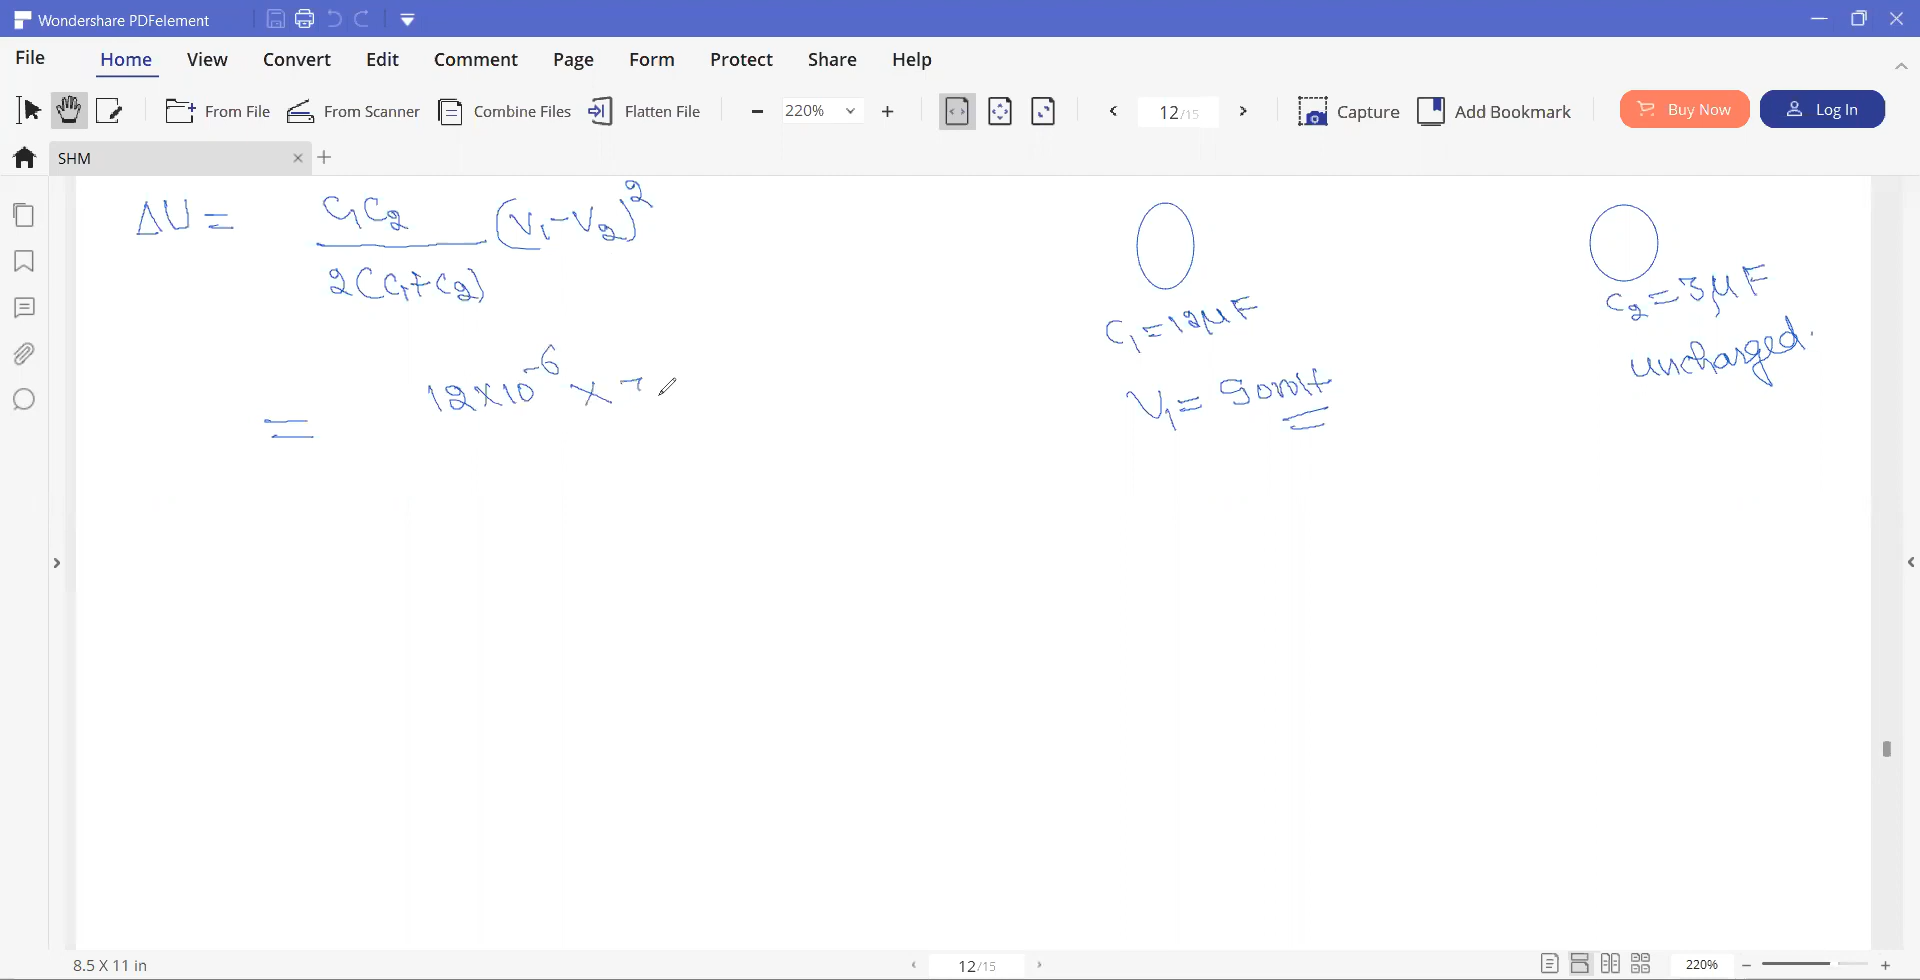 Wondershare PDFelement
File Home View Convert Edit Comment Page Form Protect Share Help
From File From Scanner Combine Files Flatten File 220% 12/15 Capture Add Bookmark Buy Now Log In
SHM
ΔU = C₁C₂ / 2(C₁+C₂) (V₁-V₂)²
C₁ = 12μF
V₁ = 90volt
C₂ = 3μF
uncharged.
= 12×10⁻⁶ ×
8.5 X 11 in 12/15 220%